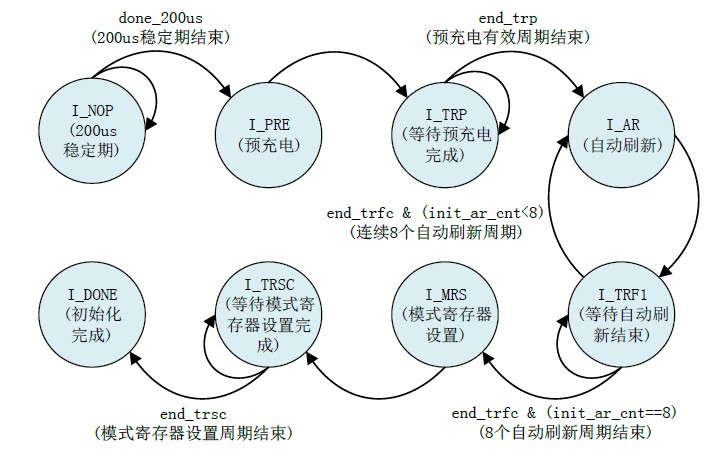 done_200us
(200us稳定期结束)
end_trp
(预充电有效周期结束)
I_NOP
(200us
稳定期)
I_PRE
(预充电)
I_TRP
(等待预充电
完成)
I_AR
(自动刷新)
end_trfc & (init_ar_cnt<8)
(连续8个自动刷新周期)
I_DONE
(初始化
完成)
I_TRSC
(等待模式寄
存器设置完
成)
I_MRS
(模式寄存器
设置)
I_TRF1
(等待自动刷
新结束)
end_trsc
(模式寄存器设置周期结束)
end_trfc & (init_ar_cnt==8)
(8个自动刷新周期结束)